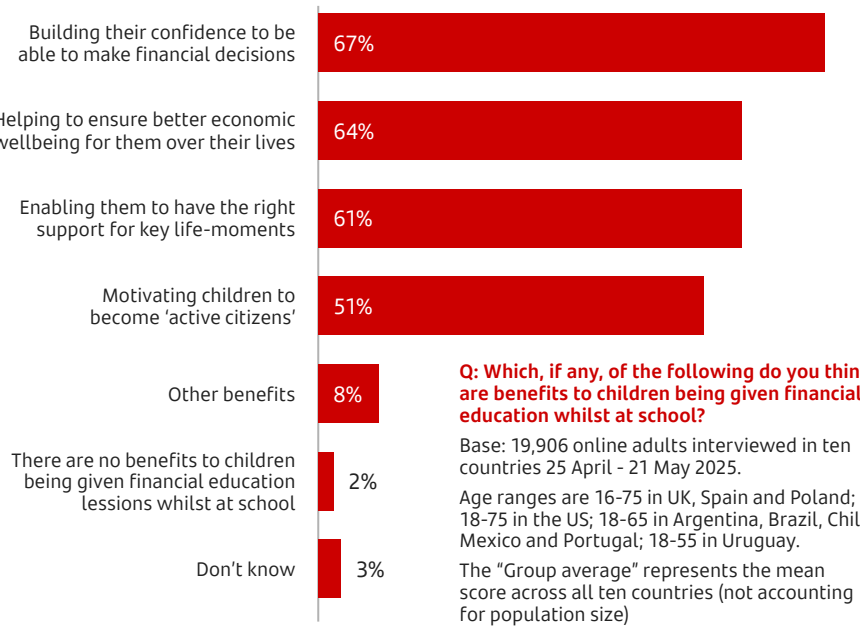 Building their confidence to be
able to make financial decisions
67%
Helping to ensure better economic
wellbeing for them over their lives
64%
Enabling them to have the right
support for key life-moments
61%
Motivating children to
become ‘active citizens’
51%
Other benefits
8%
There are no benefits to children
being given financial education
lessions whilst at school
2%
Don’t know
3%
Q: Which, if any, of the following do you thin
are benefits to children being given financial
education whilst at school?
Base: 19,906 online adults interviewed in ten
countries 25 April - 21 May 2025.
Age ranges are 16-75 in UK, Spain and Poland;
18-75 in the US; 18-65 in Argentina, Brazil, Chil
Mexico and Portugal; 18-55 in Uruguay.
The “Group average” represents the mean
score across all ten countries (not accounting
for population size)